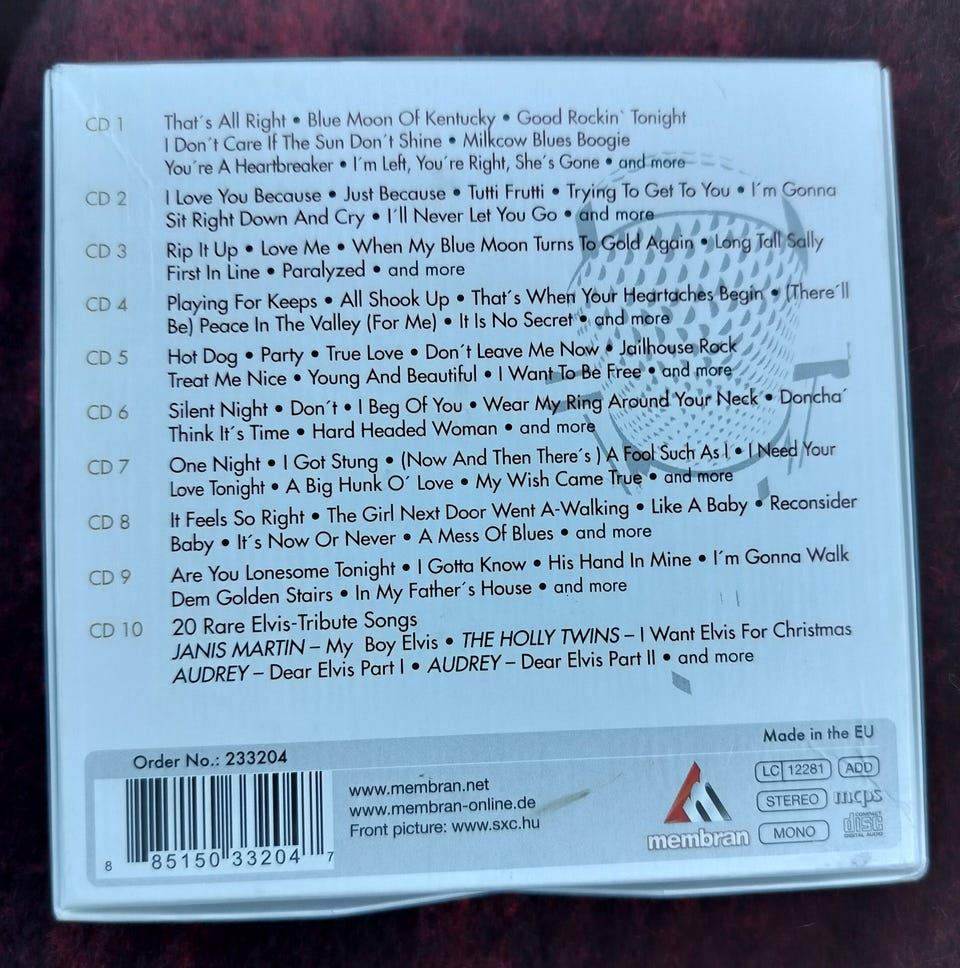 CD 1 That´s All Right • Blue Moon Of Kentucky • Good Rockin` Tonight
I Don´t Care If The Sun Don´t Shine • Milkcow Blues Boogie
You´re A Heartbreaker • I´m Left, You´re Right, She´s Gone • and more
CD 2 I Love You Because • Just Because • Tutti Frutti • Trying To Get To You • I´m Gonna
Sit Right Down And Cry • I´ll Never Let You Go • and more
CD 3 Rip It Up • Love Me • When My Blue Moon Turns To Gold Again • Long Tall Sally
First In Line • Paralyzed • and more
CD 4 Playing For Keeps • All Shook Up • That´s When Your Heartaches Begin • (There´ll
Be) Peace In The Valley (For Me) • It Is No Secret • and more
CD 5 Hot Dog • Party • True Love • Don´t Leave Me Now • Jailhouse Rock
Treat Me Nice • Young And Beautiful • I Want To Be Free • and more
CD 6 Silent Night • Don´t • I Beg Of You • Wear My Ring Around Your Neck • Doncha´
Think It´s Time • Hard Headed Woman • and more
CD 7 One Night • I Got Stung • (Now And Then There´s ) A Fool Such As I • I Need Your
Love Tonight • A Big Hunk O´ Love • My Wish Came True • and more
CD 8 It Feels So Right • The Girl Next Door Went A-Walking • Like A Baby • Reconsider
Baby • It´s Now Or Never • A Mess Of Blues • and more
CD 9 Are You Lonesome Tonight • I Gotta Know • His Hand In Mine • I´m Gonna Walk
Dem Golden Stairs • In My Father´s House • and more
CD 10 20 Rare Elvis-Tribute Songs
JANIS MARTIN – My Boy Elvis • THE HOLLY TWINS – I Want Elvis For Christmas
AUDREY – Dear Elvis Part I • AUDREY – Dear Elvis Part II • and more
Made in the EU
Order No.: 233204
8 85150 33204 7
www.membran.net
www.membran-online.de
Front picture: www.sxc.hu
membran
LC 12281 ADD
STEREO mcps
MONO COMPACT disc DIGITAL AUDIO